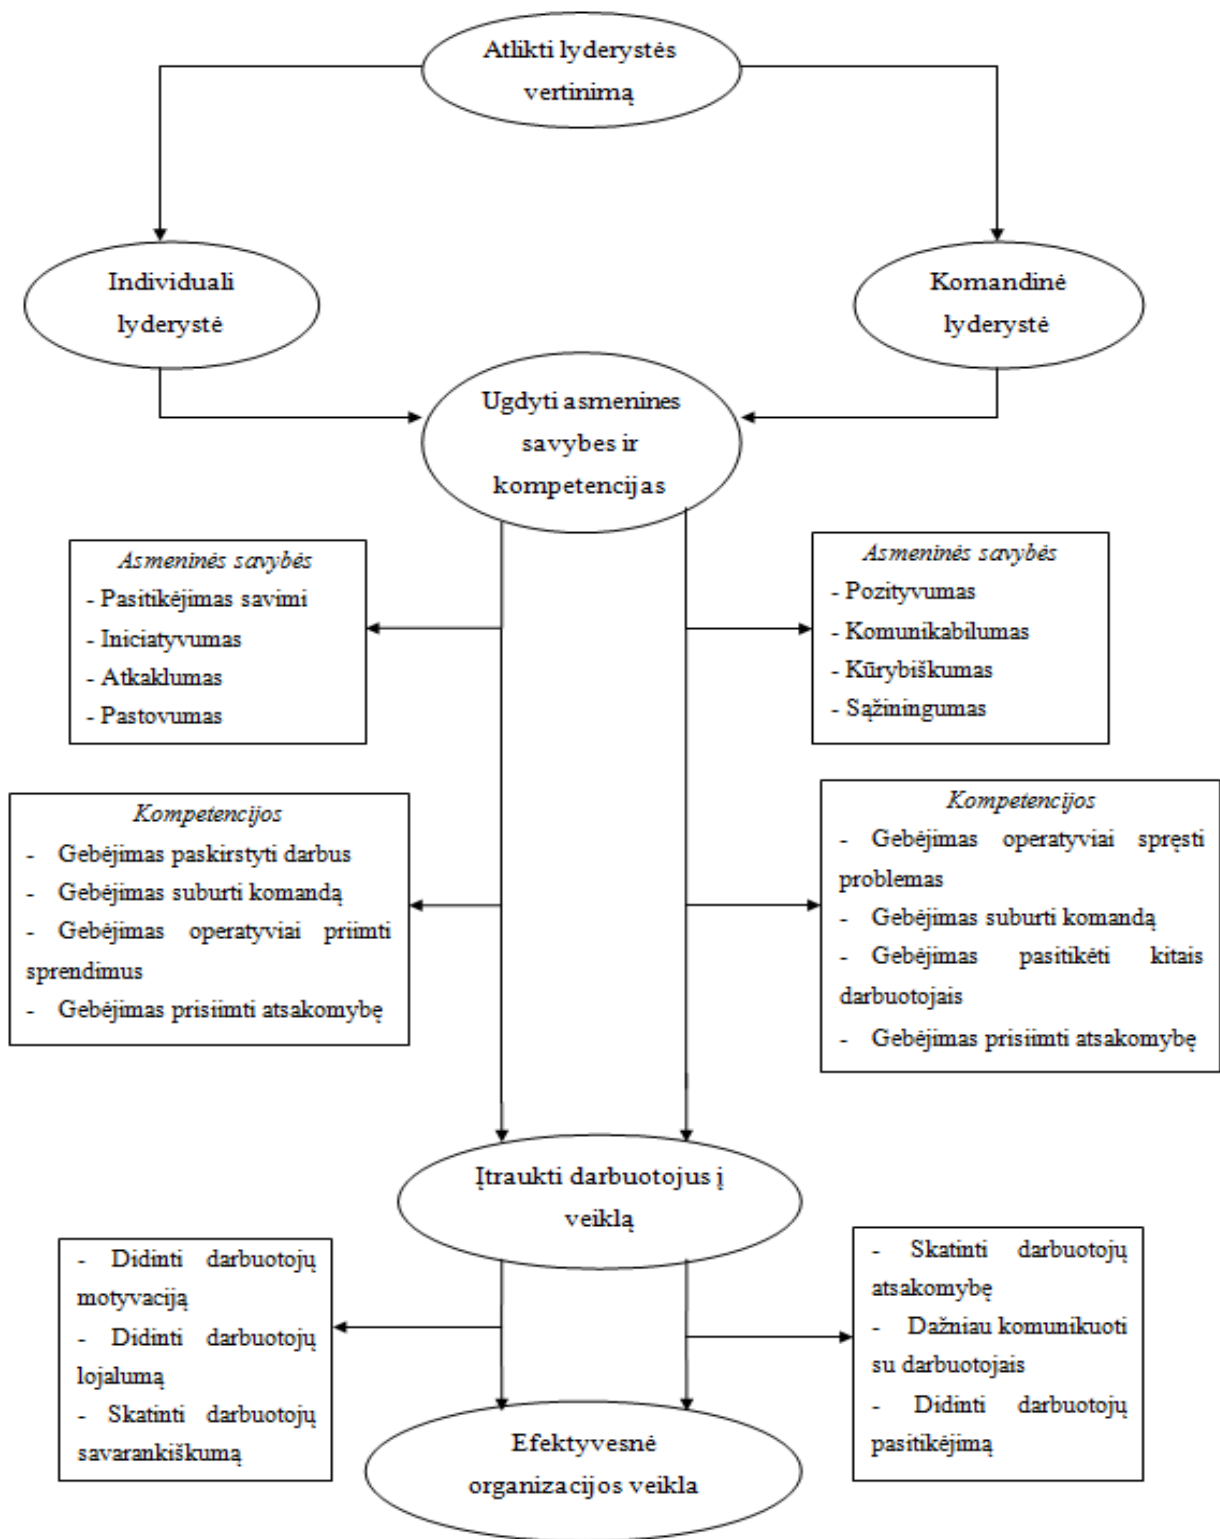 Atlikti lyderystės
vertinimą
Individuali
lyderystė
Komandinė
lyderystė
Ugdyti asmenines
savybes ir
kompetencijas
Asmeninės savybės
- Pasitikėjimas savimi
- Iniciatyvumas
- Atkaklumas
- Pastovumas
Asmeninės savybės
- Pozityvumas
- Komunikabilumas
- Kūrybiškumas
- Sąžiningumas
Kompetencijos
- Gebėjimas paskirstyti darbus
- Gebėjimas suburti komandą
- Gebėjimas operatyviai priimti
sprendimus
- Gebėjimas prisiimti atsakomybę
Kompetencijos
- Gebėjimas operatyviai spręsti
problemas
- Gebėjimas suburti komandą
- Gebėjimas pasitikėti kitais
darbuotojais
- Gebėjimas prisiimti atsakomybę
Įtraukti darbuotojus į
veiklą
- Didinti darbuotojų
motyvaciją
- Didinti darbuotojų
lojalumą
- Skatinti darbuotojų
savarankiškumą
- Skatinti darbuotojų
atsakomybę
- Dažniau komunikuoti
su darbuotojais
- Didinti darbuotojų
pasitikėjimą
Efektyvesnė
organizacijos veikla